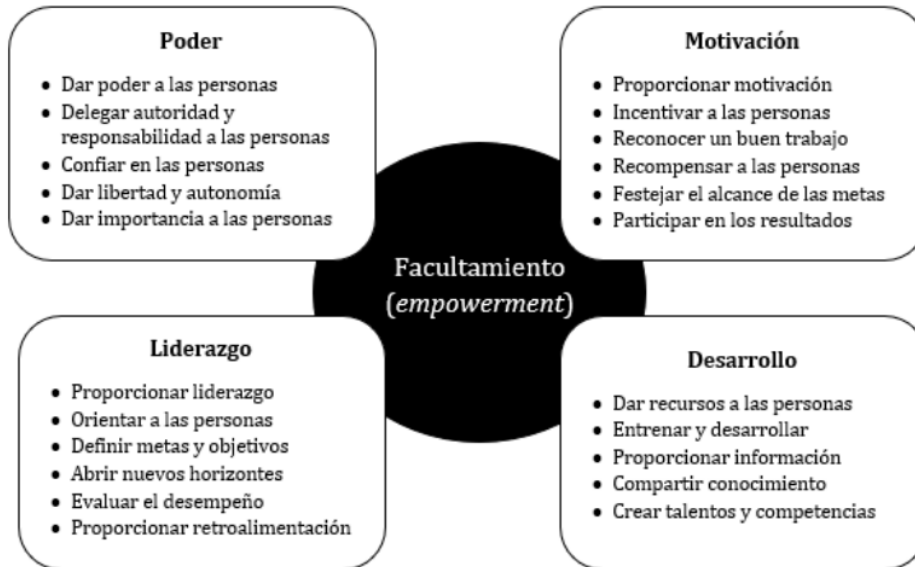 Poder
• Dar poder a las personas
• Delegar autoridad y
responsabilidad a las personas
• Confiar en las personas
• Dar libertad y autonomía
• Dar importancia a las personas
Motivación
• Proporcionar motivación
• Incentivar a las personas
• Reconocer un buen trabajo
• Recompensar a las personas
• Festejar el alcance de las metas
• Participar en los resultados
Facultamiento
(empowerment)
Liderazgo
• Proporcionar liderazgo
• Orientar a las personas
• Definir metas y objetivos
• Abrir nuevos horizontes
• Evaluar el desempeño
• Proporcionar retroalimentación
Desarrollo
• Dar recursos a las personas
• Entrenar y desarrollar
• Proporcionar información
• Compartir conocimiento
• Crear talentos y competencias